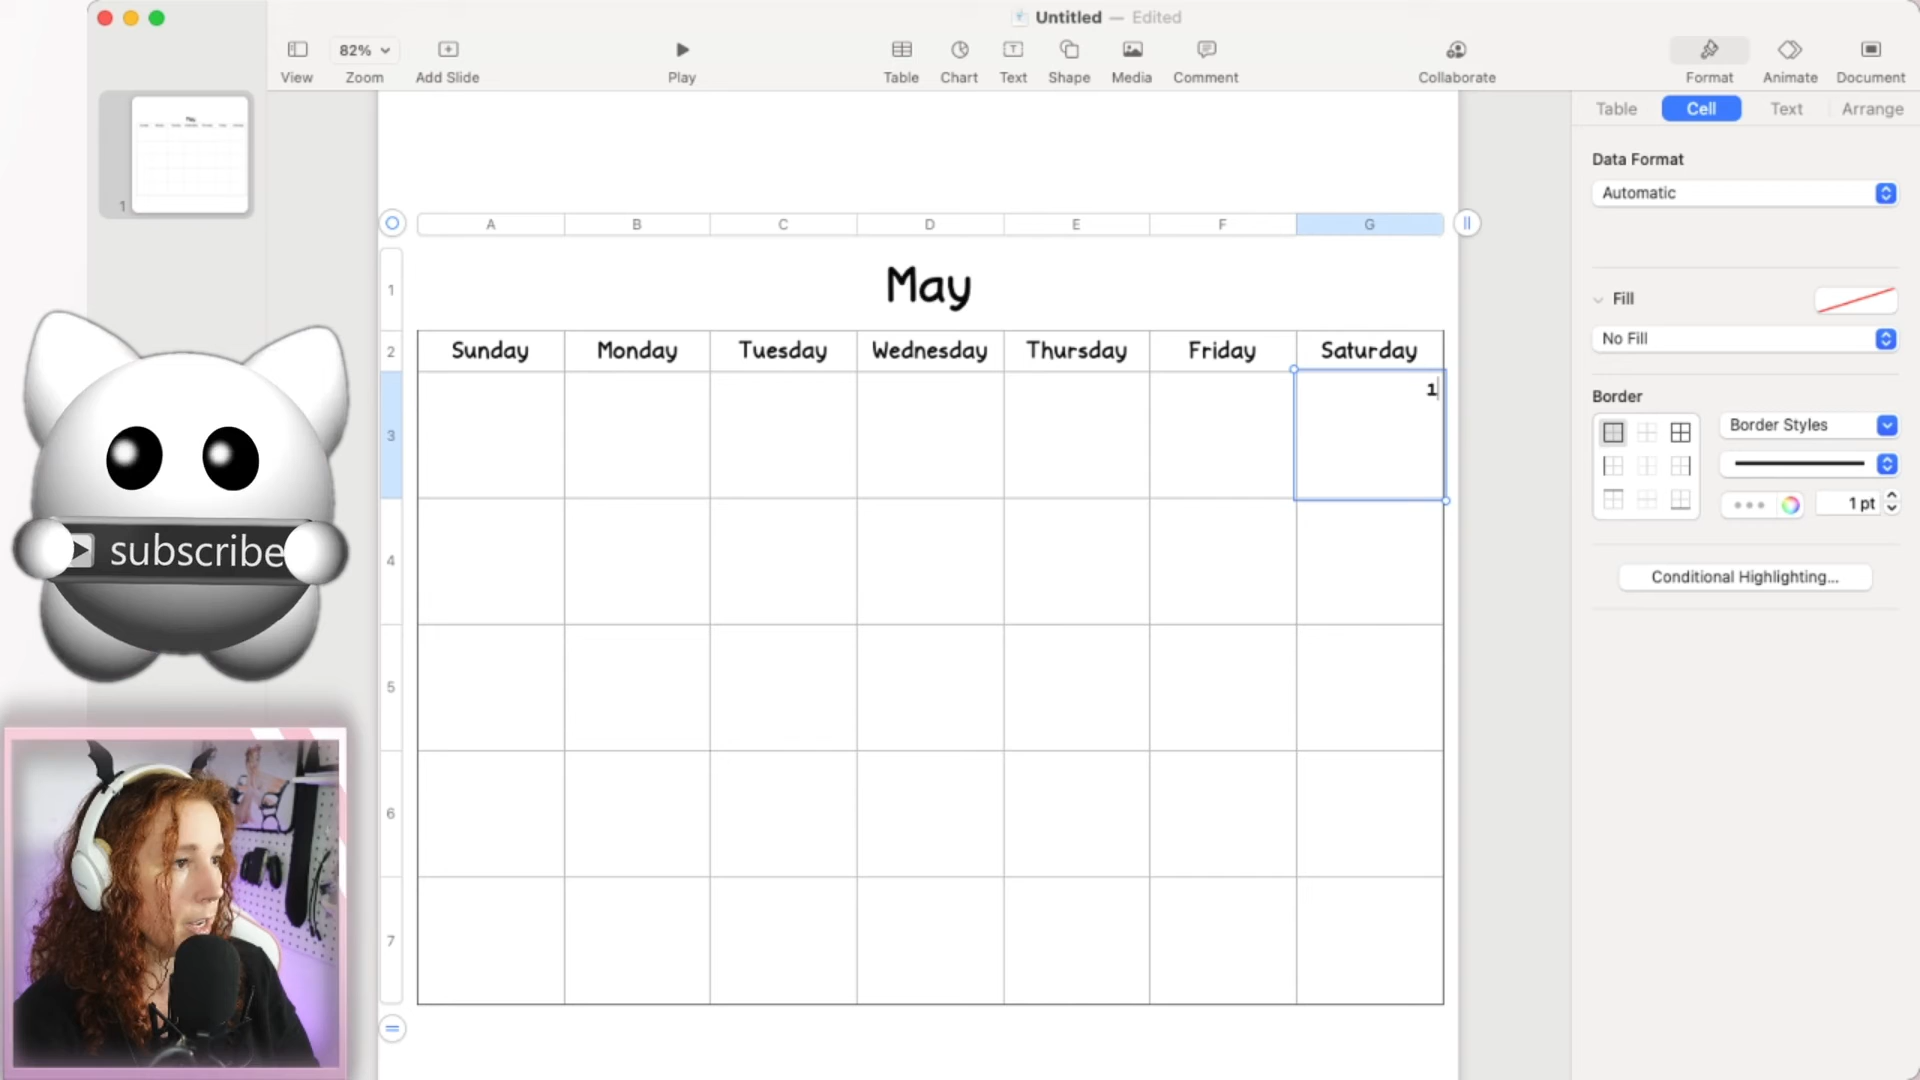 Untitled — Edited
82%
View Zoom Add Slide Play Table Chart Text Shape Media Comment Collaborate Format Animate Document
Table Cell Text Arrange
1
Data Format
Automatic
Fill
No Fill
Border
Border Styles
1 pt
Conditional Highlighting...
A B C D E F G
1 May
2 Sunday Monday Tuesday Wednesday Thursday Friday Saturday
3 1
4
5
6
7
subscribe